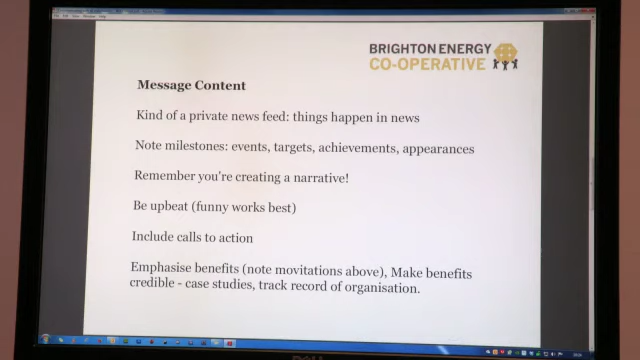 BRIGHTON ENERGY
CO-OPERATIVE
Message Content
Kind of a private news feed: things happen in news
Note milestones: events, targets, achievements, appearances
Remember you're creating a narrative!
Be upbeat (funny works best)
Include calls to action
Emphasise benefits (note movitations above), Make benefits
credible - case studies, track record of organisation.
DELL